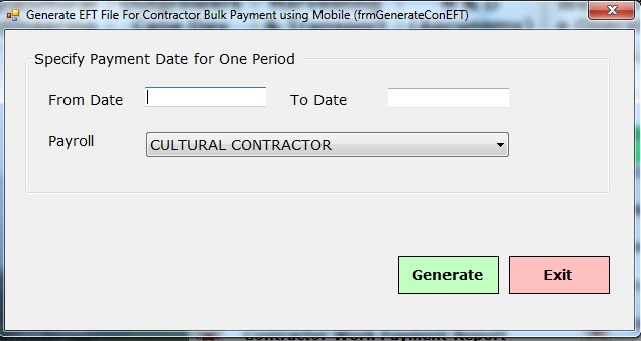 Generate EFT File For Contractor Bulk Payment using Mobile (frmGenerateConEFT)
Specify Payment Date for One Period
From Date To Date
Payroll CULTURAL CONTRACTOR
Generate Exit
Contractor Work Payment Report